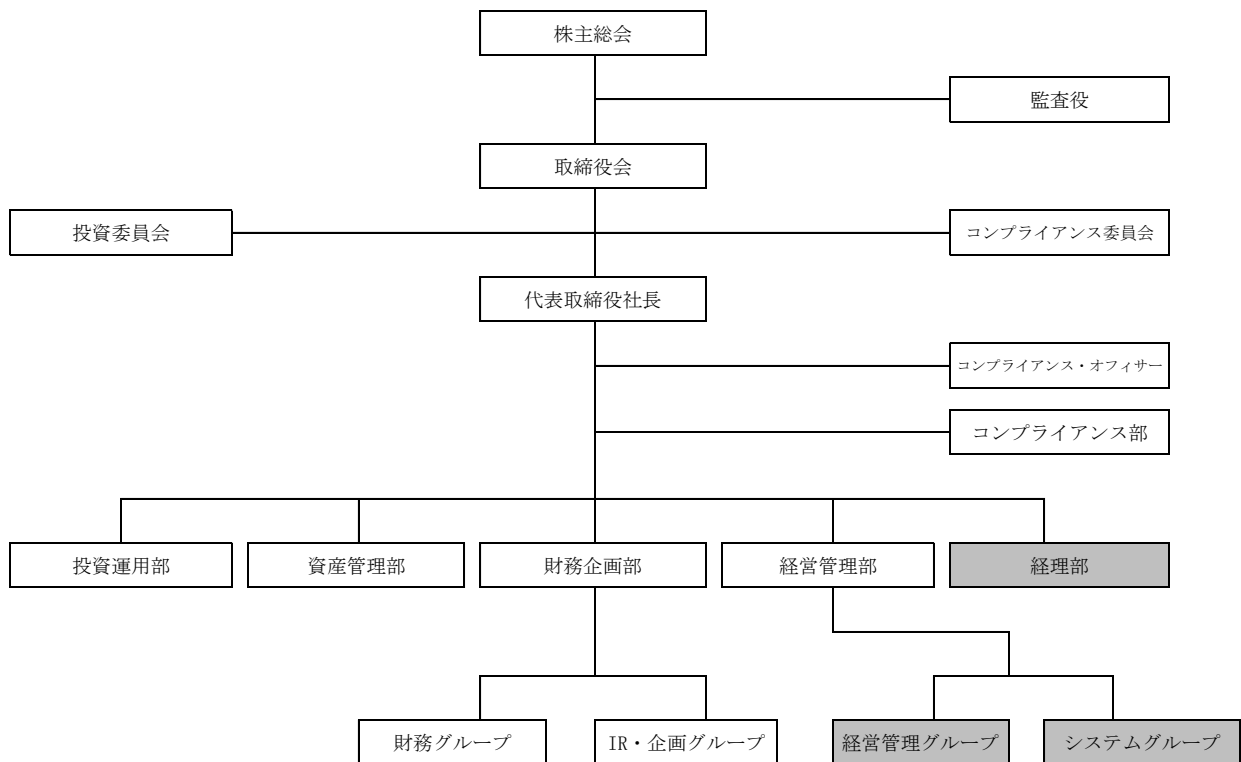 株主総会
監査役
取締役会
投資委員会
コンプライアンス委員会
代表取締役社長
コンプライアンス・オフィサー
コンプライアンス部
投資運用部
資産管理部
財務企画部
経営管理部
経理部
財務グループ
IR・企画グループ
経営管理グループ
システムグループ